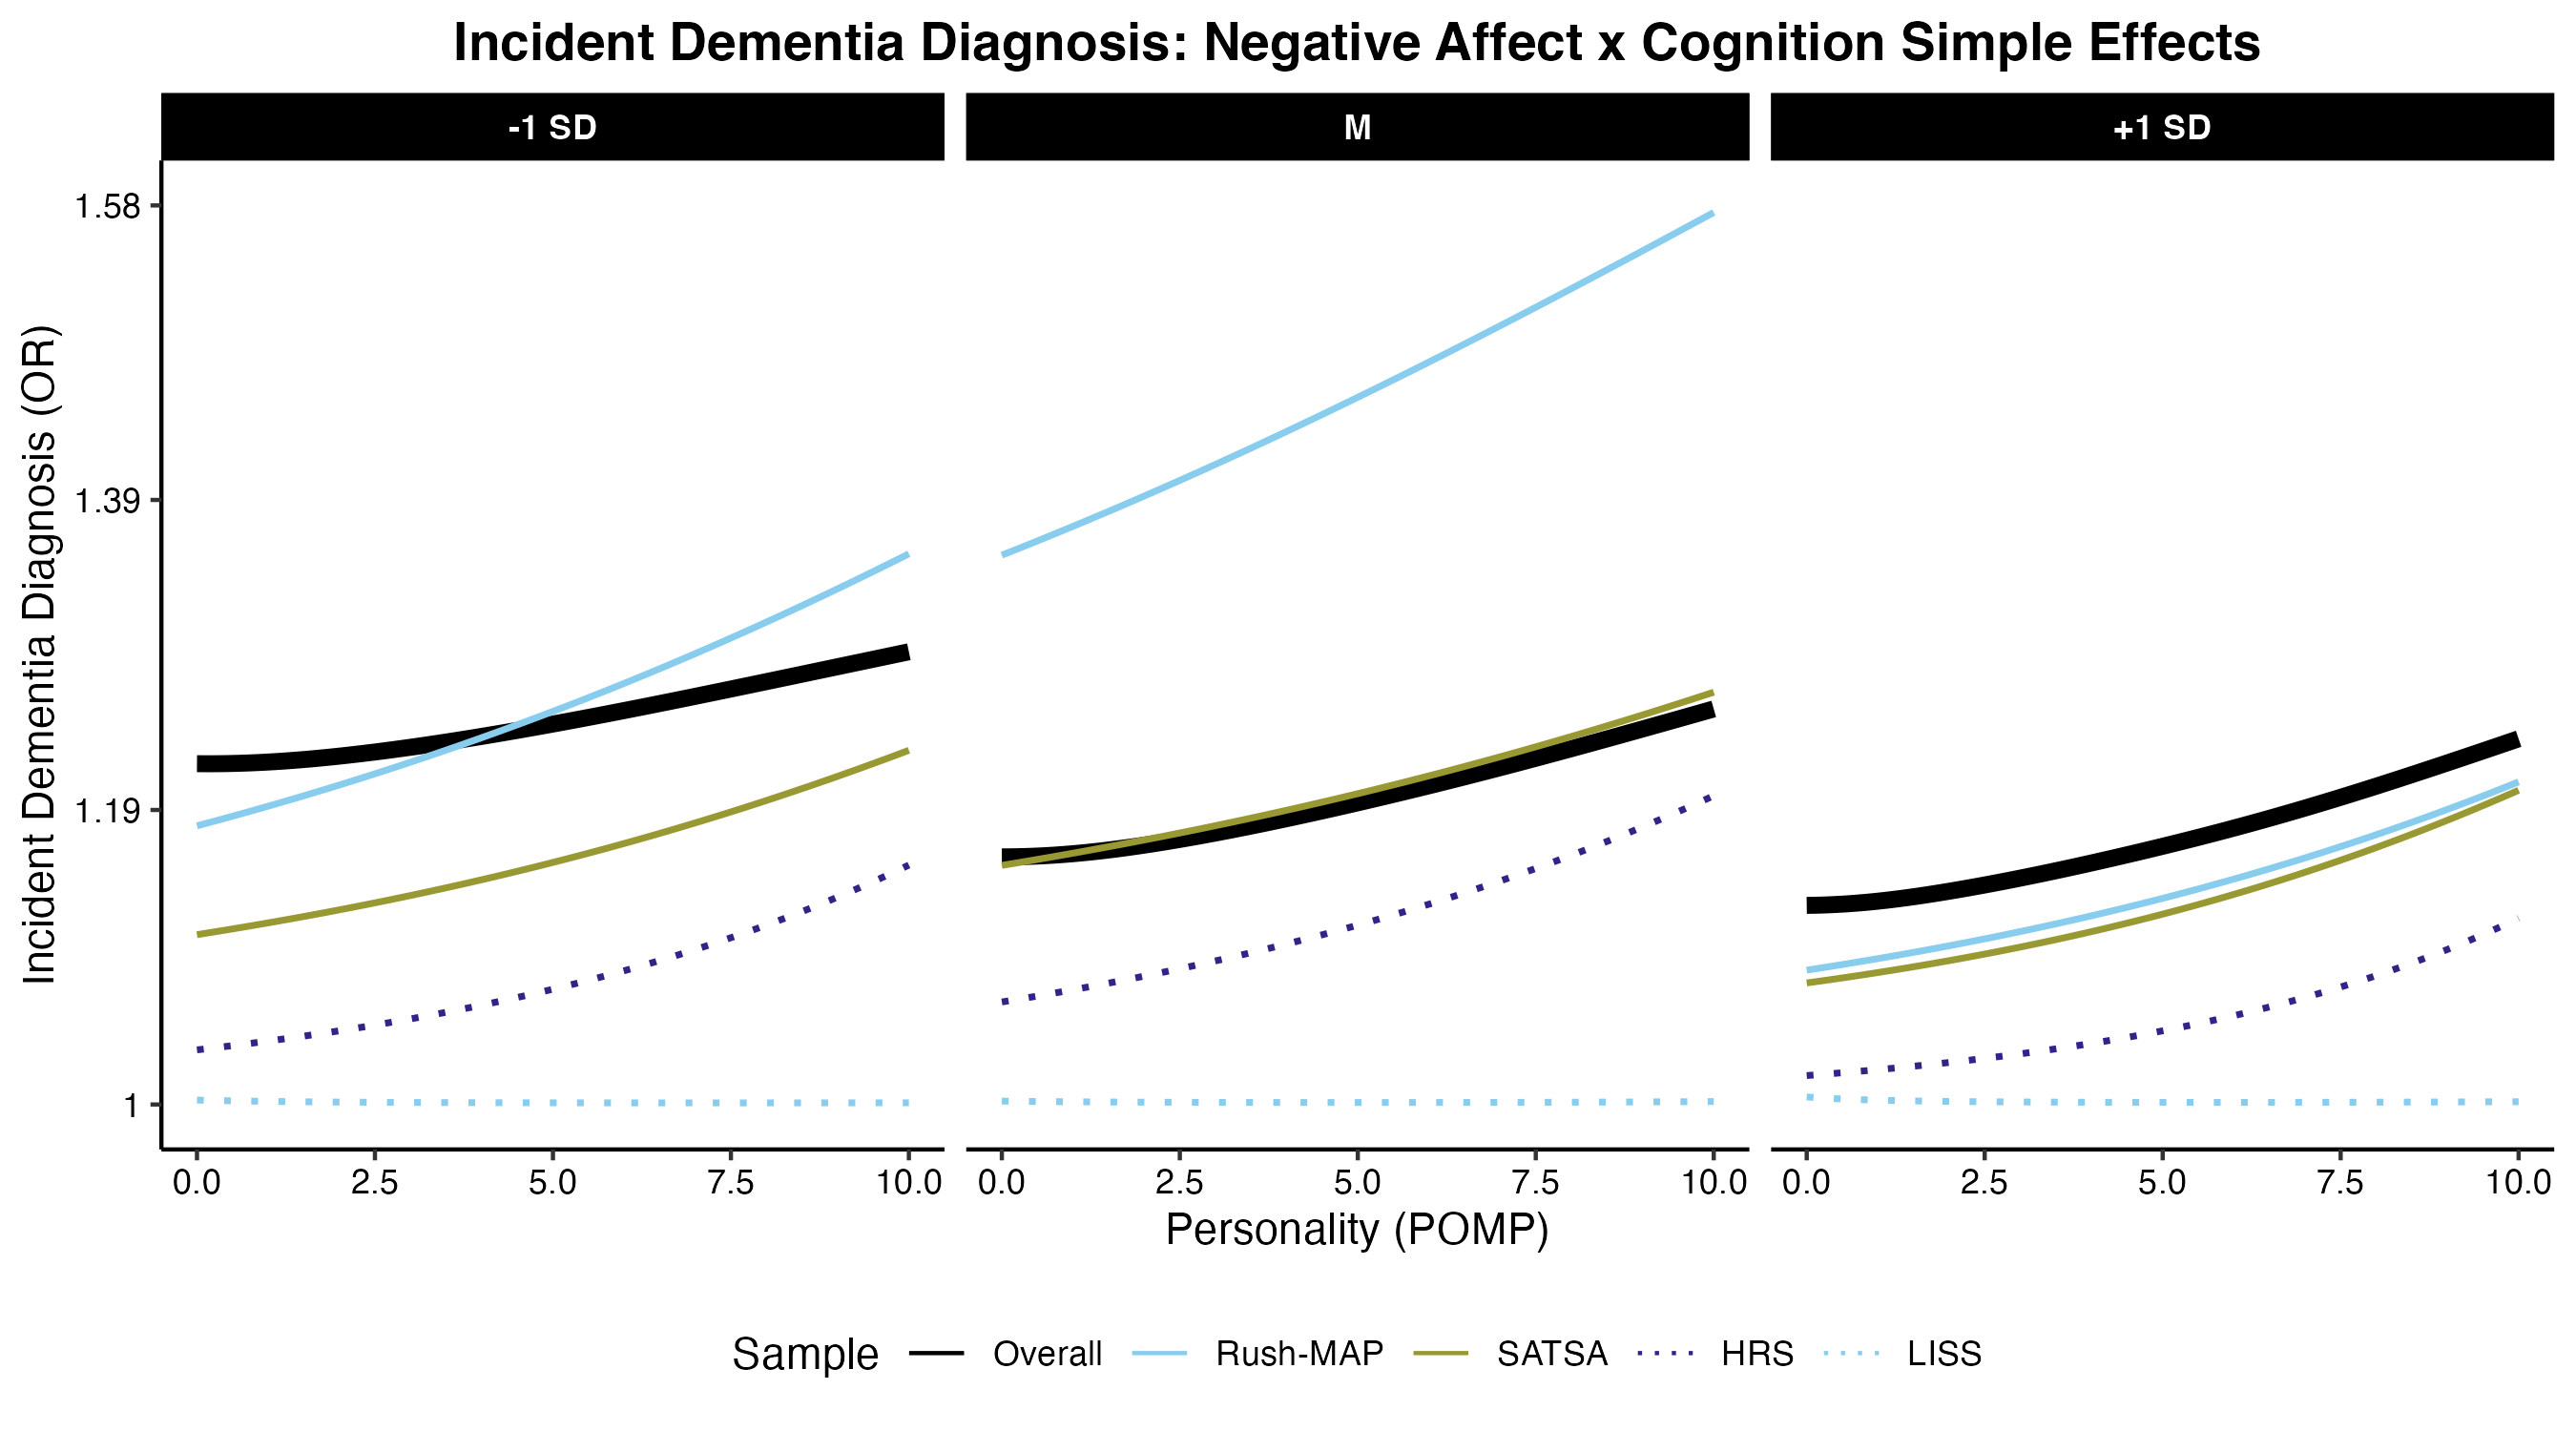 Incident Dementia Diagnosis: Negative Affect x Cognition Simple Effects
-1 SD M +1 SD
Incident Dementia Diagnosis (OR)
1.58
1.39
1.19
1
0.0 2.5 5.0 7.5 10.0 0.0 2.5 5.0 7.5 10.0 0.0 2.5 5.0 7.5 10.0
Personality (POMP)
Sample Overall Rush-MAP SATSA HRS LISS